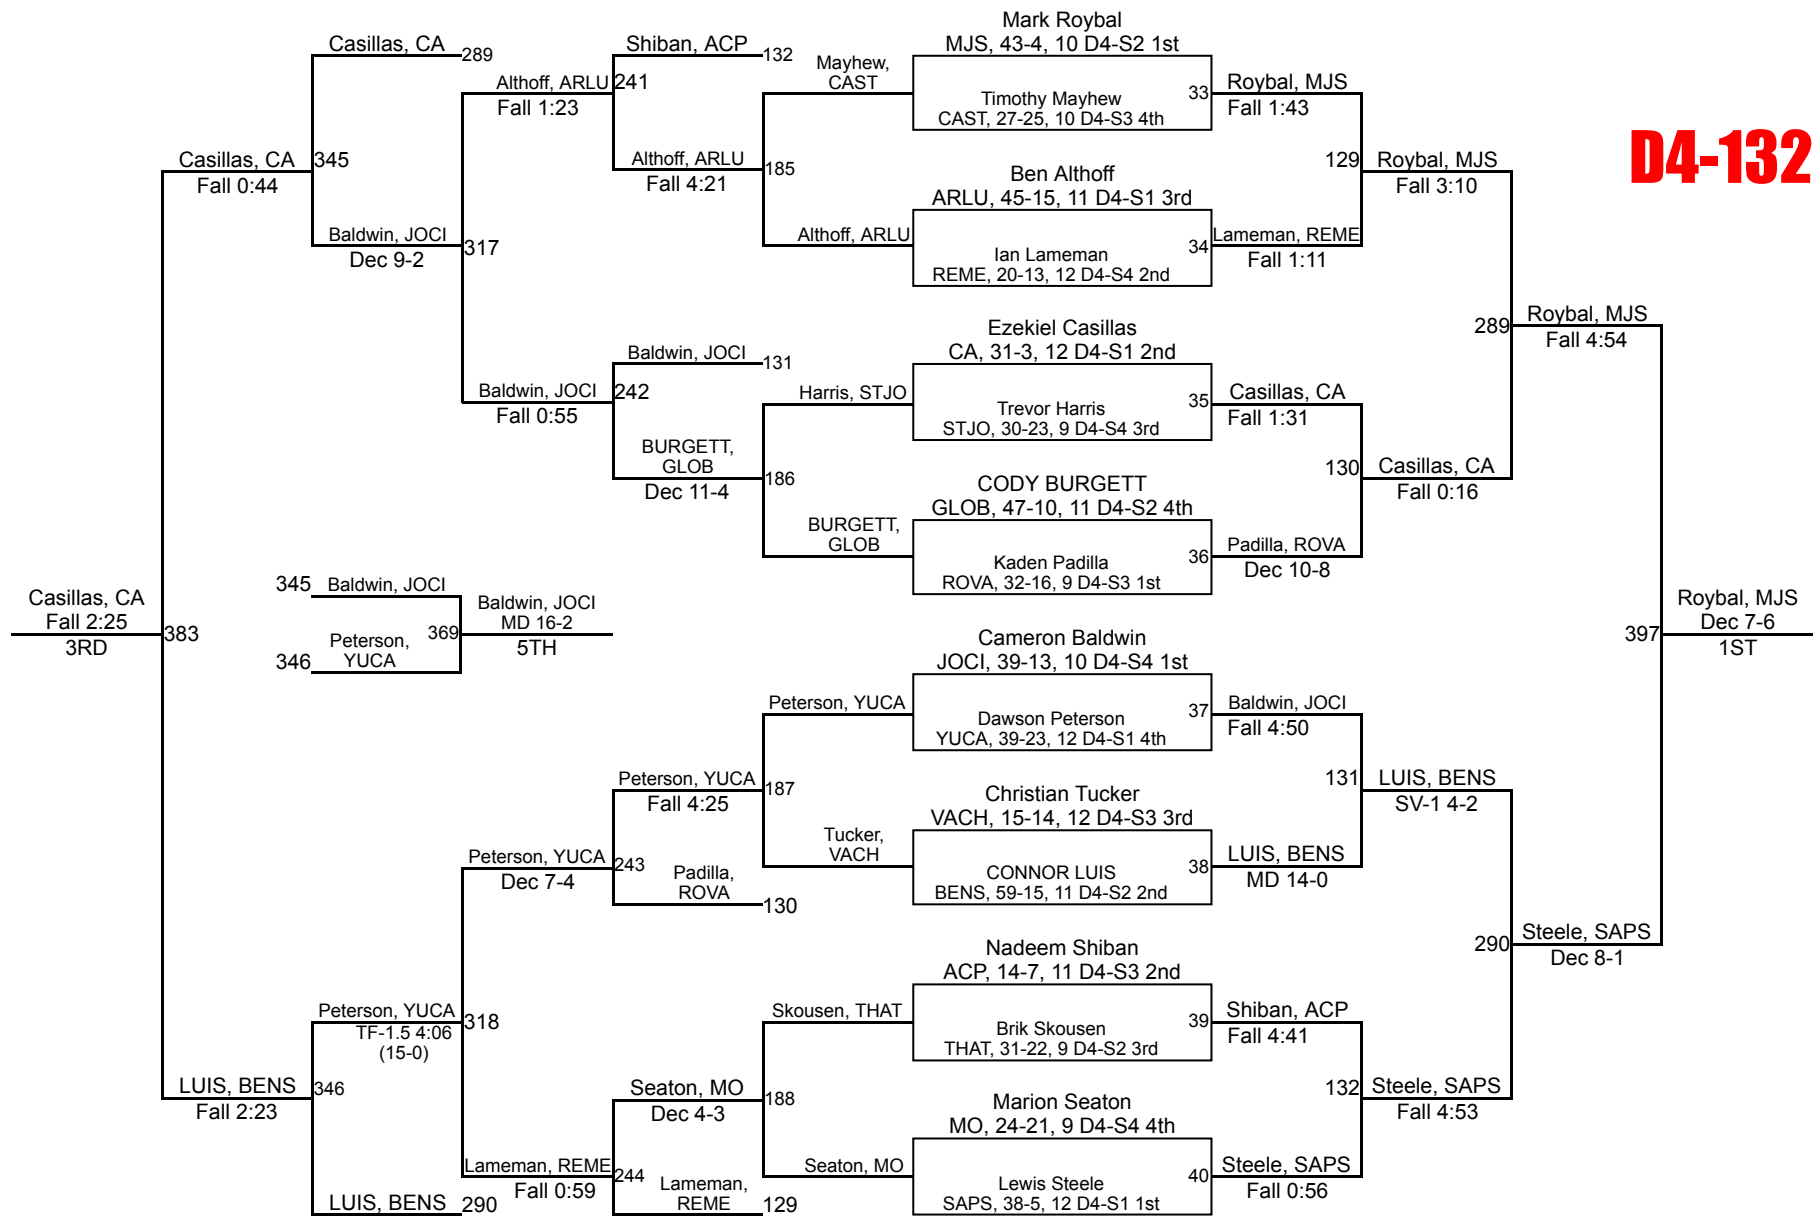 Mark Roybal
MJS, 43-4, 10 D4-S2 1st
Timothy Mayhew
CAST, 27-25, 10 D4-S3 4th
33
Ben Althoff
ARLU, 45-15, 11 D4-S1 3rd
Ian Lameman
REME, 20-13, 12 D4-S4 2nd
34
Ezekiel Casillas
CA, 31-3, 12 D4-S1 2nd
Trevor Harris
STJO, 30-23, 9 D4-S4 3rd
35
CODY BURGETT
GLOB, 47-10, 11 D4-S2 4th
Kaden Padilla
ROVA, 32-16, 9 D4-S3 1st
36
Cameron Baldwin
JOCI, 39-13, 10 D4-S4 1st
Dawson Peterson
YUCA, 39-23, 12 D4-S1 4th
37
Christian Tucker
VACH, 15-14, 12 D4-S3 3rd
CONNOR LUIS
BENS, 59-15, 11 D4-S2 2nd
38
Nadeem Shiban
ACP, 14-7, 11 D4-S3 2nd
Brik Skousen
THAT, 31-22, 9 D4-S2 3rd
39
Marion Seaton
MO, 24-21, 9 D4-S4 4th
Lewis Steele
SAPS, 38-5, 12 D4-S1 1st
40
Roybal, MJS
Fall 1:43
Lameman, REME
Fall 1:11
Casillas, CA
Fall 1:31
Padilla, ROVA
Dec 10-8
Baldwin, JOCI
Fall 4:50
LUIS, BENS
MD 14-0
Shiban, ACP
Fall 4:41
Steele, SAPS
Fall 0:56
129
Roybal, MJS
Fall 3:10
130
Casillas, CA
Fall 0:16
131
LUIS, BENS
SV-1 4-2
132
Steele, SAPS
Fall 4:53
289
Roybal, MJS
Fall 4:54
290
Steele, SAPS
Dec 8-1
397
Roybal, MJS
Dec 7-6
1ST
D4-132
Mayhew,
CAST
Althoff, ARLU
Harris, STJO
BURGETT,
GLOB
Peterson, YUCA
Tucker,
VACH
Skousen, THAT
Seaton, MO
Shiban, ACP
132
Althoff, ARLU
Fall 4:21
185
Baldwin, JOCI
131
BURGETT,
GLOB
Dec 11-4
186
Peterson, YUCA
Fall 4:25
187
Padilla,
ROVA
130
Seaton, MO
Dec 4-3
188
Lameman,
REME
129
Althoff, ARLU
Fall 1:23
241
Baldwin, JOCI
Fall 0:55
242
Peterson, YUCA
Dec 7-4
243
Lameman, REME
Fall 0:59
244
Casillas, CA
289
Baldwin, JOCI
Dec 9-2
317
Peterson, YUCA
TF-1.5 4:06
(15-0)
318
LUIS, BENS
290
Casillas, CA
Fall 0:44
345
LUIS, BENS
Fall 2:23
346
Casillas, CA
Fall 2:25
3RD
383
345
Baldwin, JOCI
346
Peterson,
YUCA
369
Baldwin, JOCI
MD 16-2
5TH